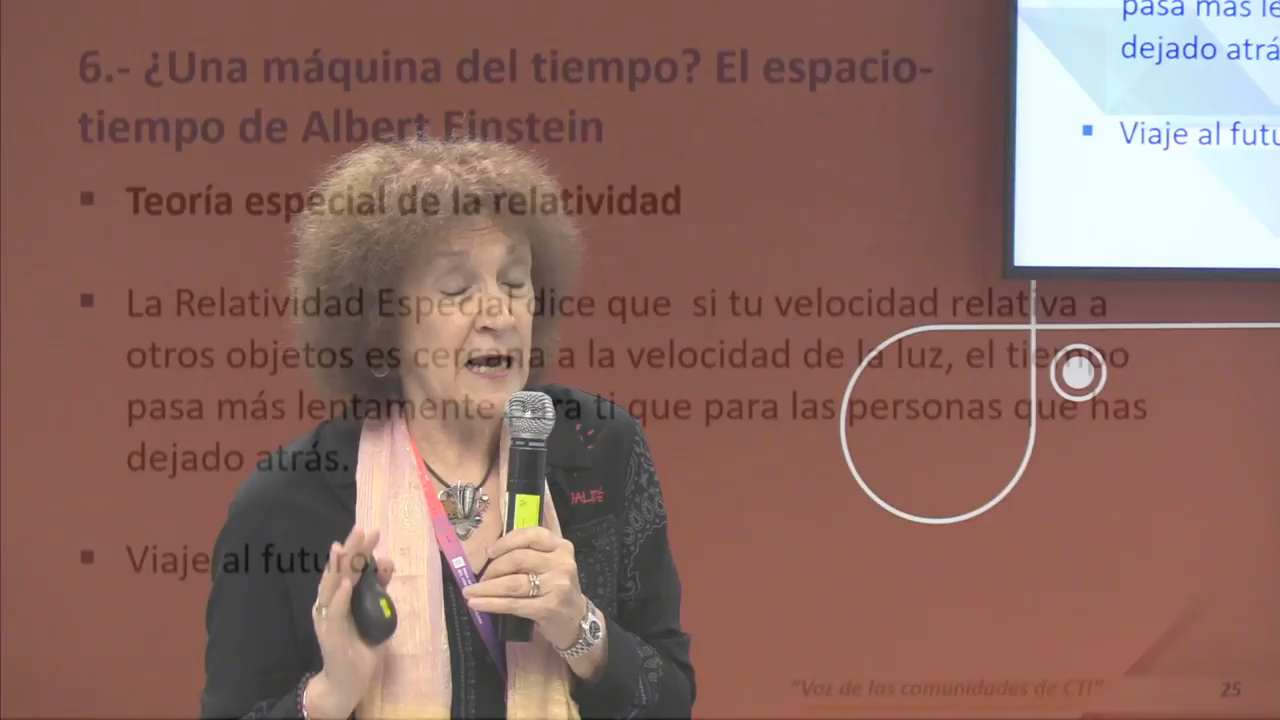 6.- ¿Una máquina del tiempo? El espacio-
tiempo de Albert Einstein
▪ Teoría especial de la relatividad
▪ La Relatividad Especial dice que si tu velocidad relativa a
otros objetos es cercana a la velocidad de la luz, el tiempo
pasa más lentamente para ti que para las personas que has
dejado atrás.
▪ Viaje al futuro...
"Voz de las comunidades de CTI"
25
pasa más le
dejado atrá
▪ Viaje al futu